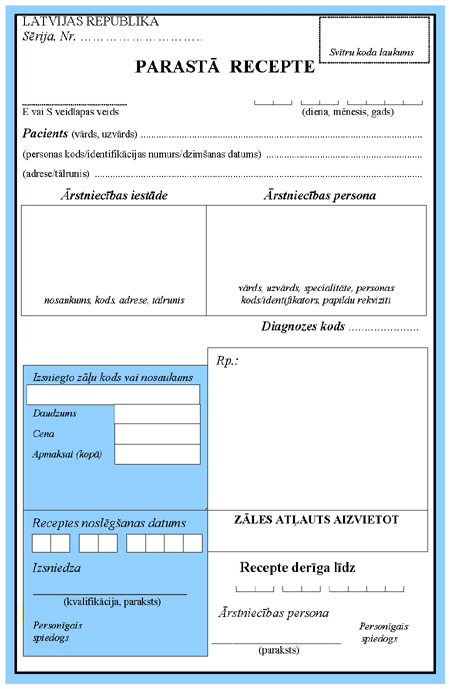 LATVIJAS REPUBLIKA
Sērija. Nr. ................................
Svītru koda laukums
PARASTĀ RECEPTE
E vai S veidlapas veids
(diena, mēnesis, gads)
Pacients (vārds, uzvārds) ................................
(personas kods/identifikācijas numurs/dzimšanas datums) ................................
(adrese/tālrunis) ................................
Ārstniecības iestāde
Ārstniecības persona
nosaukums, kods, adrese, tālrunis
vārds, uzvārds, specialitāte, personas
kods/identifikators, papildu rekvizīti
Diagnozes kods ........................
Rp.:
Izsniegto zāļu kods vai nosaukums
Daudzums
Cena
Apmaksai (kopā)
ZĀLES ATĻAUTS AIZVIETOT
Receptes noslēgšanas datums
Recepte derīga līdz
Izsniedza
(kvalifikācija, paraksts)
Ārstniecības persona
Personīgais
spiedogs
(paraksts)
Personīgais
spiedogs